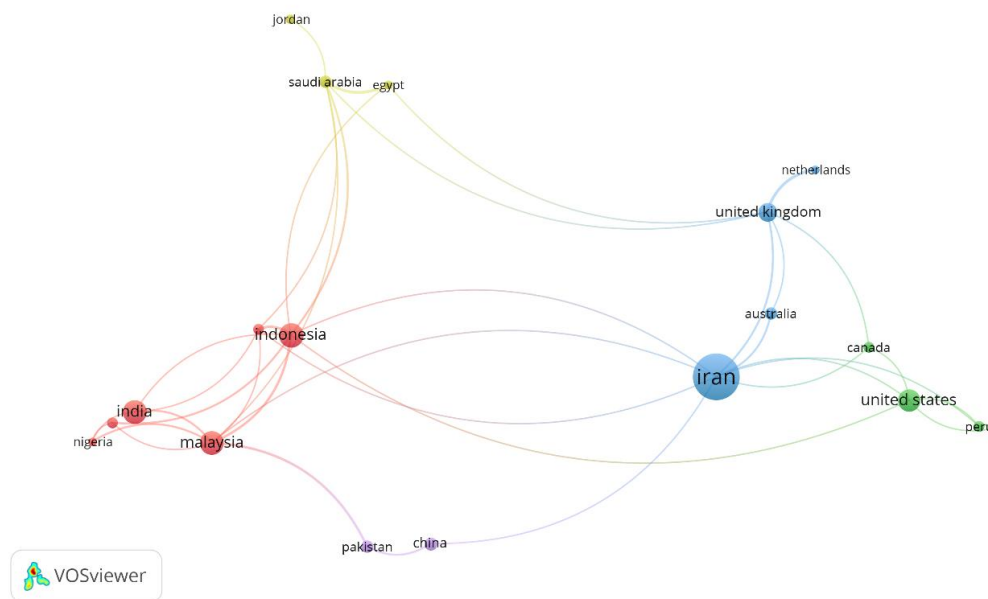 jordan
saudi arabia
egypt
netherlands
united kingdom
australia
indonesia
canada
iran
united states
india
peru
nigeria
malaysia
pakistan
china
VOSviewer